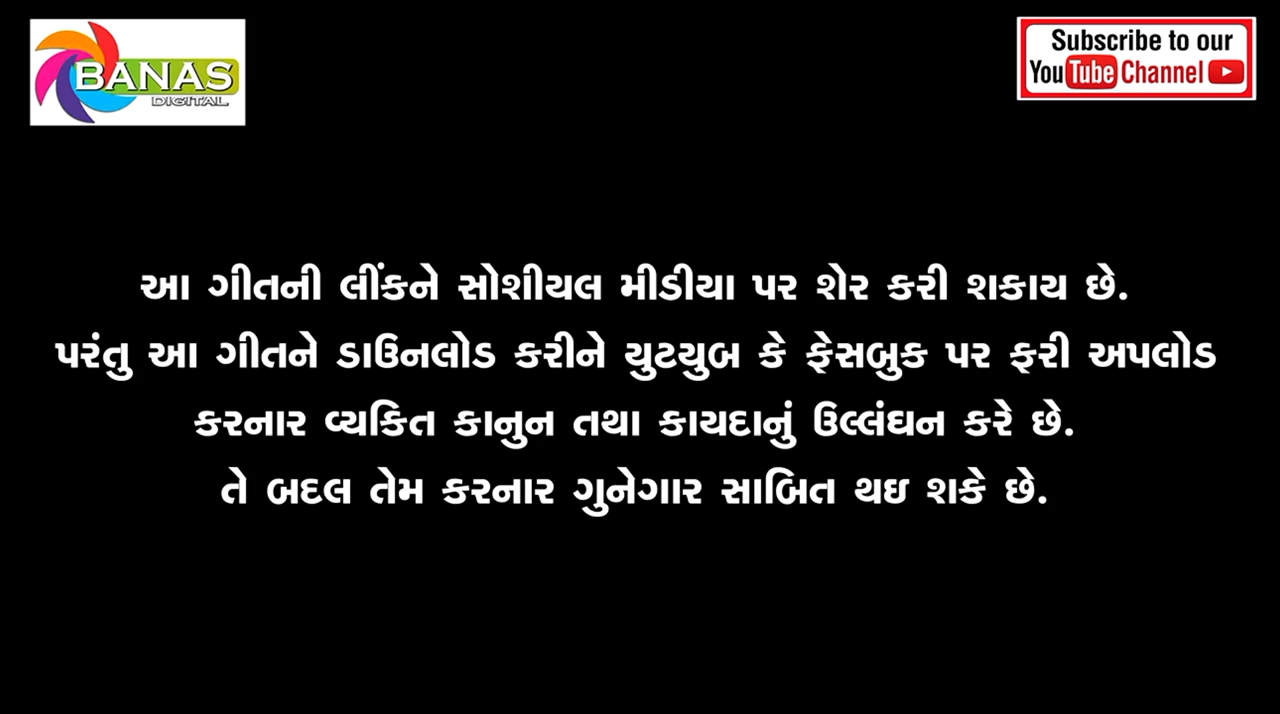 BANAS
DIGITAL
Subscribe to our
YouTube Channel
આ ગીતની લીંકને સોશીયલ મીડીયા પર શેર કરી શકાય છે.
પરંતુ આ ગીતને ડાઉનલોડ કરીને યુટયુબ કે ફેસબુક પર ફરી અપલોડ
કરનાર વ્યકિત કાનુન તથા કાયદાનું ઉલ્લંઘન કરે છે.
તે બદલ તેમ કરનાર ગુનેગાર સાબિત થઇ શકે છે.